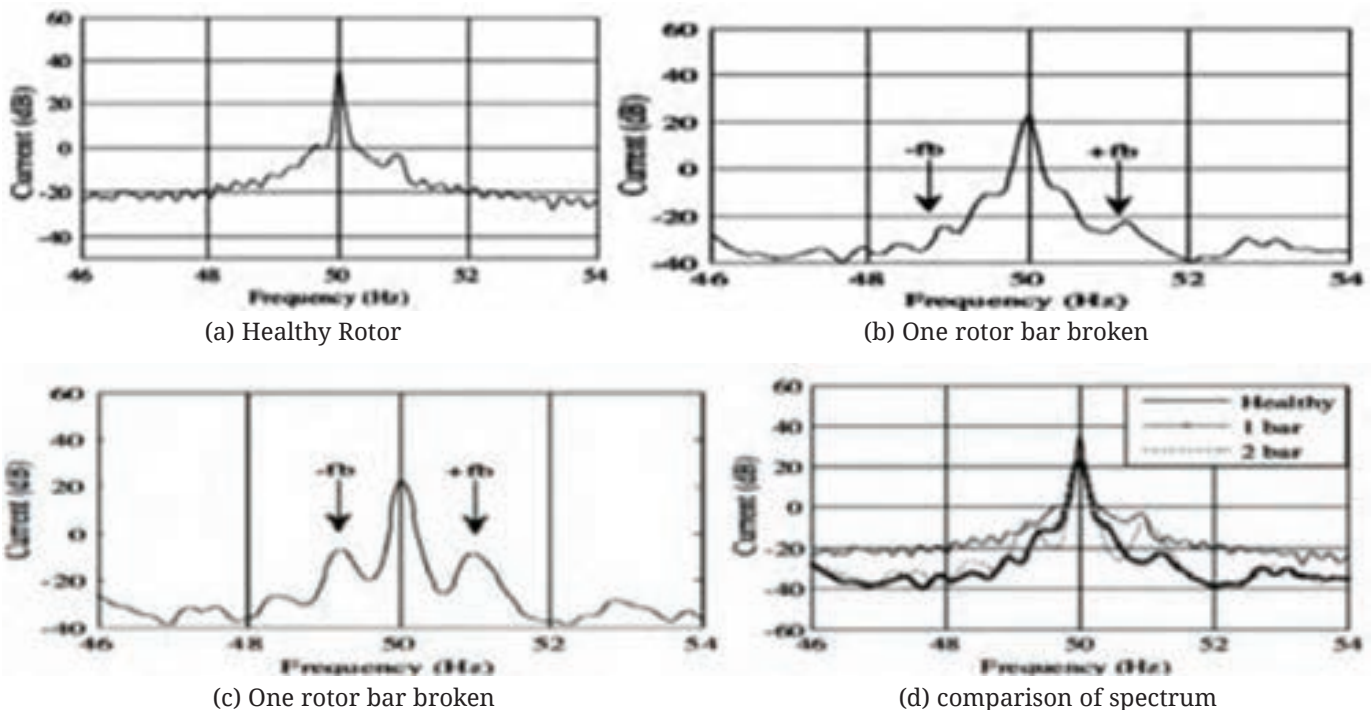 60
40
20
0
-20
-40
46 48 50 52 54
Current (dB)
Frequency (Hz)
(a) Healthy Rotor
60
40
20
0
-20
-40
46 48 50 52 54
Current (dB)
-fb
+fb
Frequency (Hz)
(b) One rotor bar broken
60
40
20
0
-20
-40
46 48 50 52 54
Current (dB)
-fb
+fb
Frequency (Hz)
(c) One rotor bar broken
60
40
20
0
-20
-40
-60
46 48 50 52 54
Current (dB)
Healthy
1 bar
2 bar
Frequency (Hz)
(d) comparison of spectrum